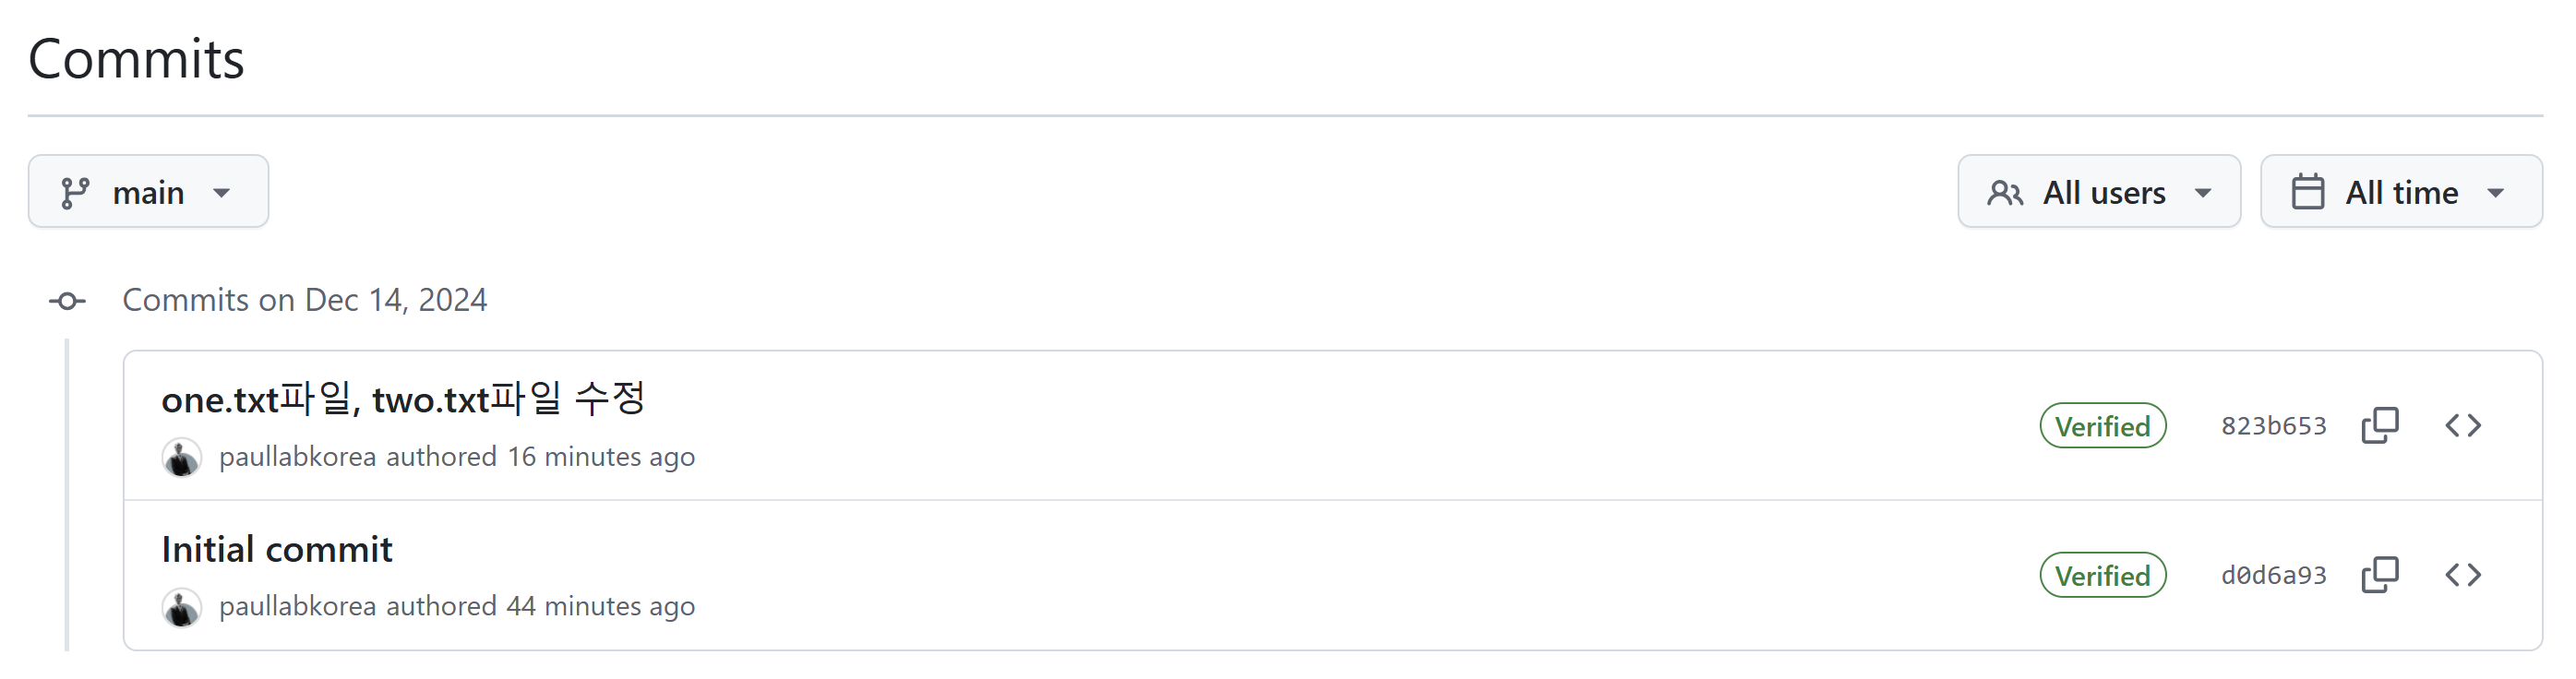 Commits
main
All users
All time
Commits on Dec 14, 2024
one.txt파일, two.txt파일 수정
Verified
823b653
paullabkorea authored 16 minutes ago
Initial commit
Verified
d0d6a93
paullabkorea authored 44 minutes ago